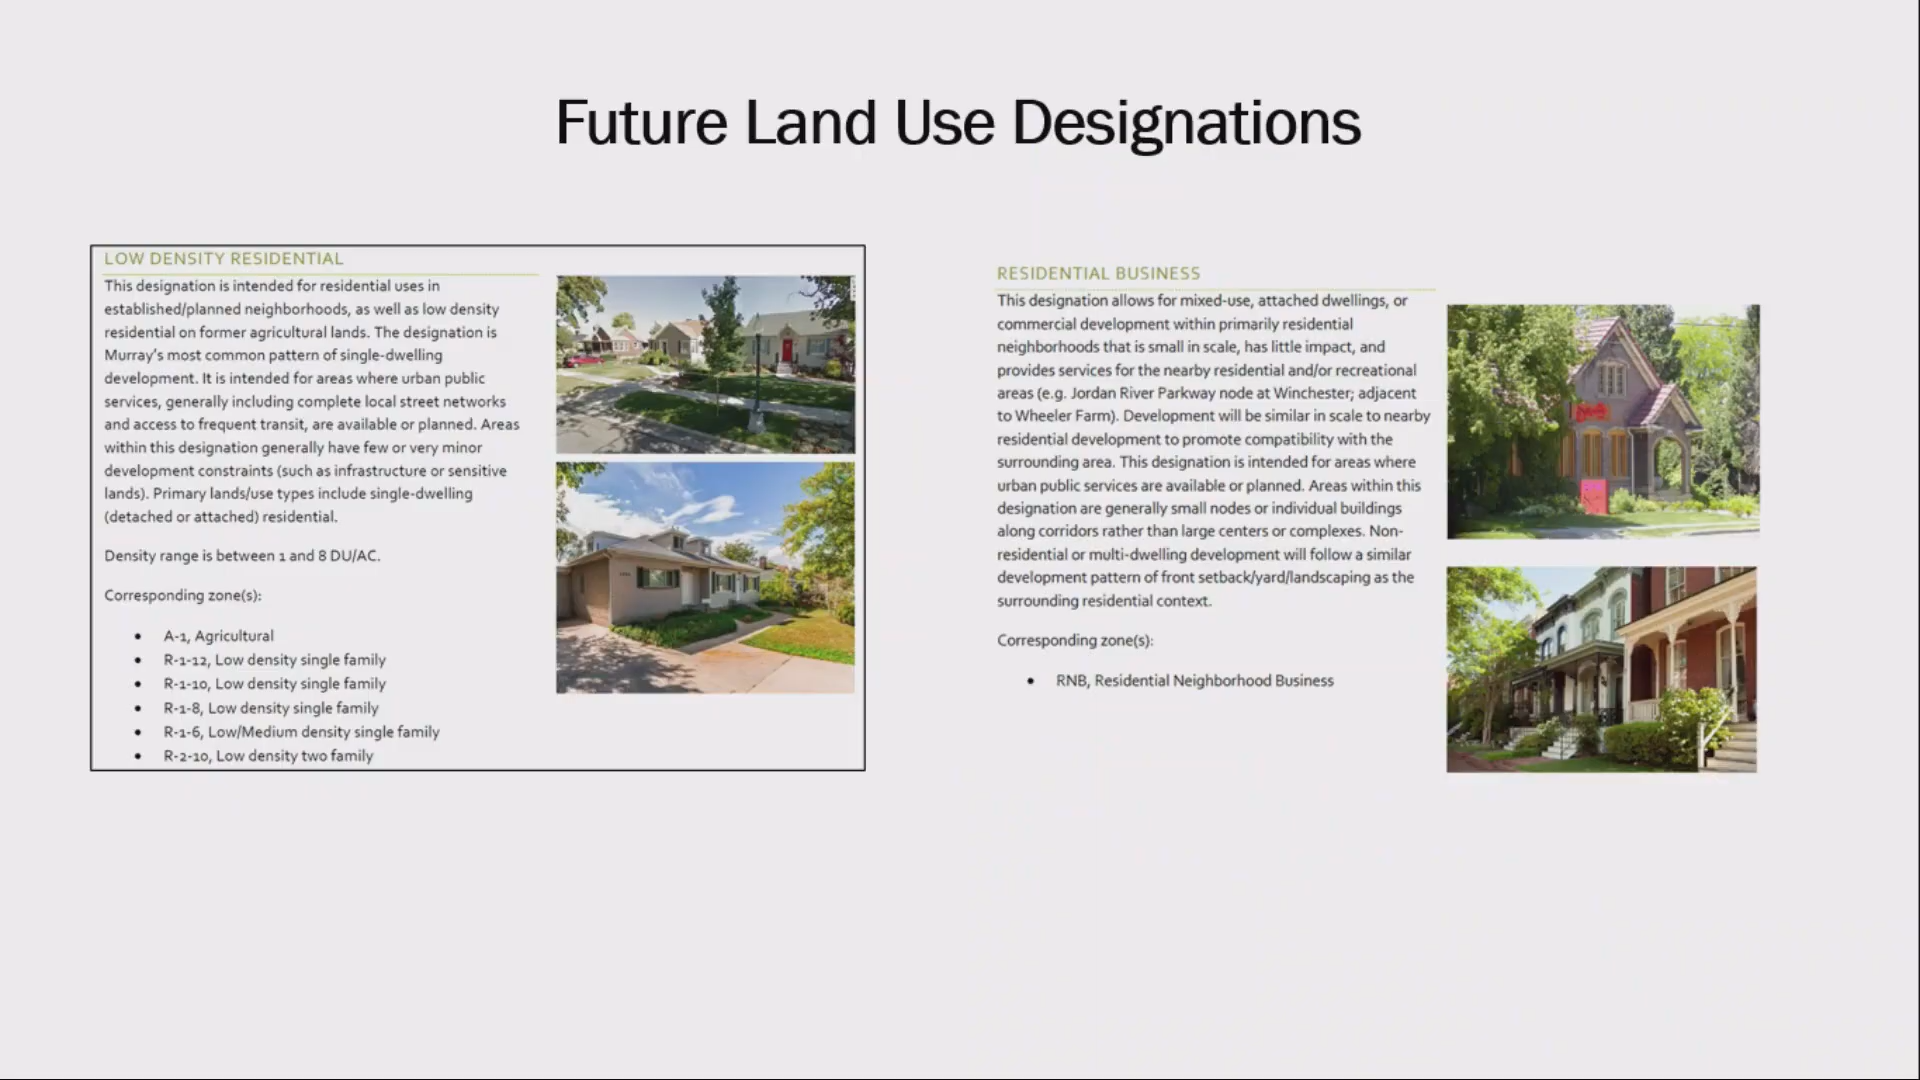 Future Land Use Designations
LOW DENSITY RESIDENTIAL
This designation is intended for residential uses in
established/planned neighborhoods, as well as low density
residential on former agricultural lands. The designation is
Murray's most common pattern of single-dwelling
development. It is intended for areas where urban public
services, generally including complete local street networks
and access to frequent transit, are available or planned. Areas
within this designation generally have few or very minor
development constraints (such as infrastructure or sensitive
lands). Primary lands/use types include single-dwelling
(detached or attached) residential.
Density range is between 1 and 8 DU/AC.
Corresponding zone(s):
• A-1, Agricultural
• R-1-12, Low density single family
• R-1-10, Low density single family
• R-1-8, Low density single family
• R-1-6, Low/Medium density single family
• R-2-10, Low density two family
RESIDENTIAL BUSINESS
This designation allows for mixed-use, attached dwellings, or
commercial development within primarily residential
neighborhoods that is small in scale, has little impact, and
provides services for the nearby residential and/or recreational
areas (e.g. Jordan River Parkway node at Winchester; adjacent
to Wheeler Farm). Development will be similar in scale to nearby
residential development to promote compatibility with the
surrounding area. This designation is intended for areas where
urban public services are available or planned. Areas within this
designation are generally small nodes or individual buildings
along corridors rather than large centers or complexes. Non-
residential or multi-dwelling development will follow a similar
development pattern of front setback/yard/landscaping as the
surrounding residential context.
Corresponding zone(s):
• RNB, Residential Neighborhood Business